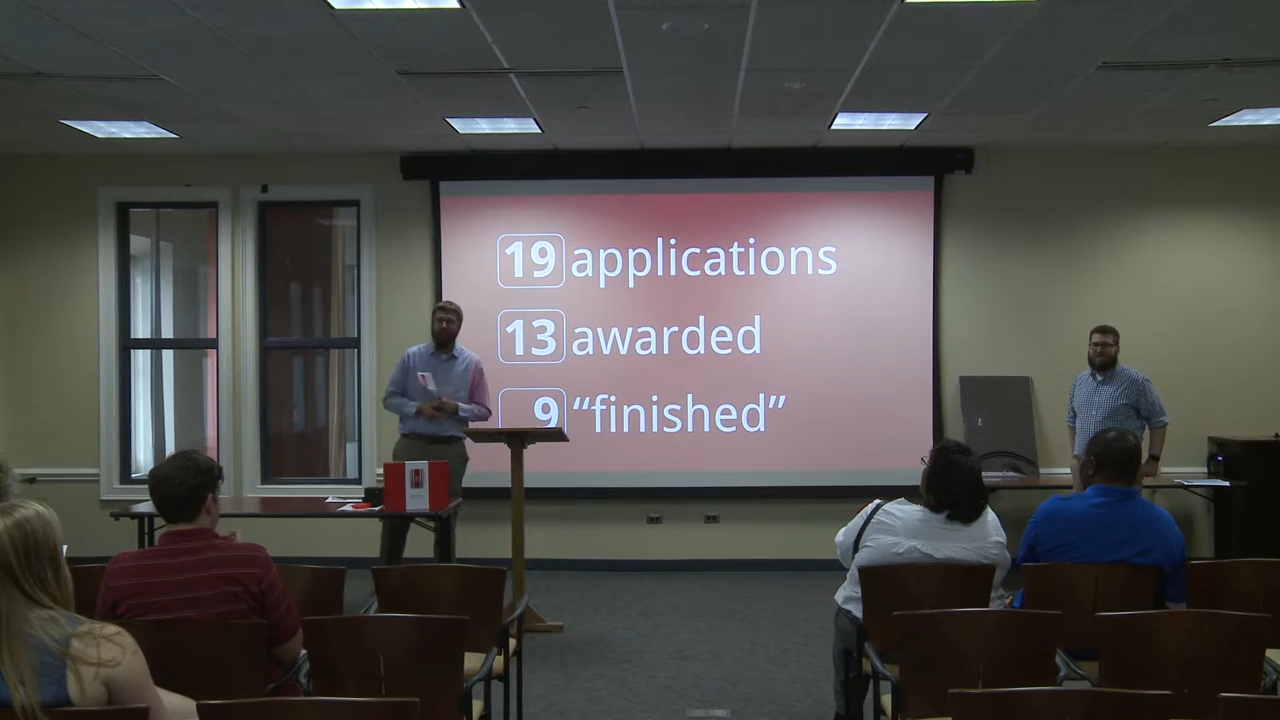 19 applications
13 awarded
9 “finished”